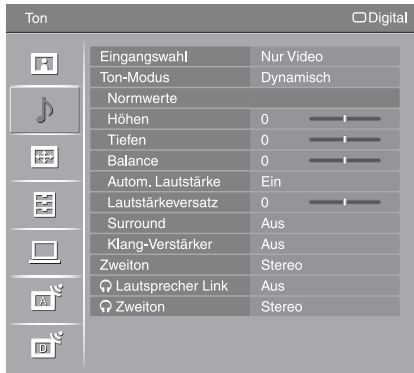 Ton Digital
Eingangswahl Nur Video
Ton-Modus Dynamisch
Normwerte
Höhen 0
Tiefen 0
Balance 0
Autom. Lautstärke Ein
Lautstärkeversatz 0
Surround Aus
Klang-Verstärker Aus
Zweiton Stereo
Lautsprecher Link Aus
Zweiton Stereo
A
D